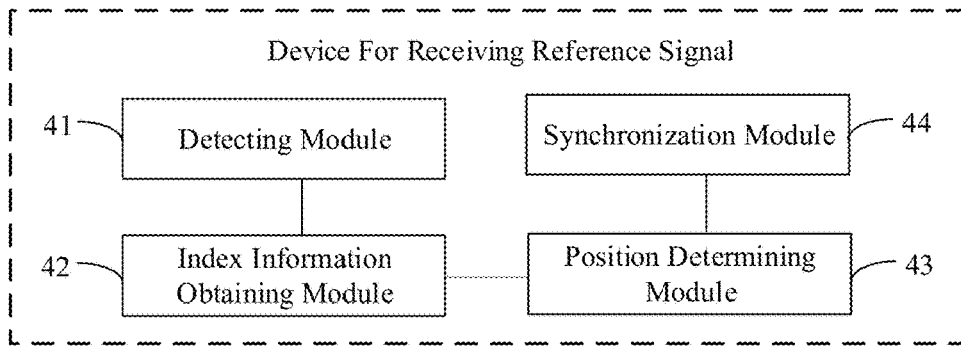 Device For Receiving Reference Signal
41
Detecting Module
Synchronization Module
44
42
Index Information
Obtaining Module
Position Determining
Module
43